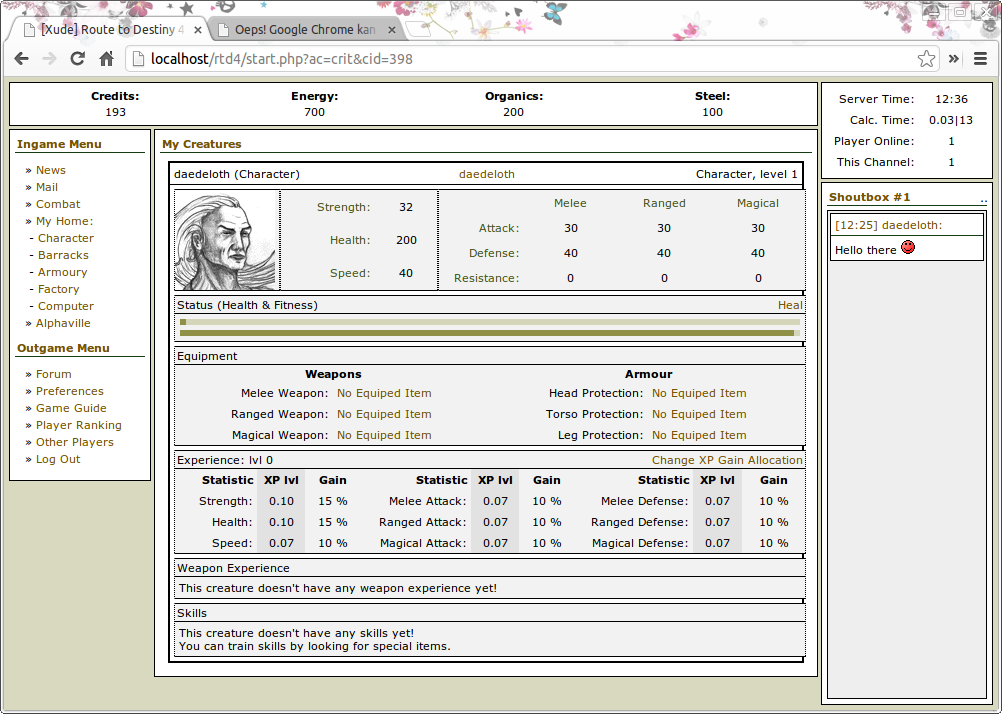 [Xude] Route to Destiny 4
Oeps! Google Chrome kan
localhost/rtd4/start.php?ac=crit&cid=398
Credits: Energy: Organics: Steel:
193 700 200 100
Server Time: 12:36
Calc. Time: 0.03|13
Player Online: 1
This Channel: 1
Ingame Menu
» News
» Mail
» Combat
» My Home:
- Character
- Barracks
- Armoury
- Factory
- Computer
» Alphaville
Outgame Menu
» Forum
» Preferences
» Game Guide
» Player Ranking
» Other Players
» Log Out
My Creatures
daedeloth (Character) daedeloth Character, level 1
Strength: 32
Health: 200
Speed: 40
Melee Ranged Magical
Attack: 30 30 30
Defense: 40 40 40
Resistance: 0 0 0
Status (Health & Fitness) Heal
Equipment
Weapons Armour
Melee Weapon: No Equiped Item Head Protection: No Equiped Item
Ranged Weapon: No Equiped Item Torso Protection: No Equiped Item
Magical Weapon: No Equiped Item Leg Protection: No Equiped Item
Experience: lvl 0 Change XP Gain Allocation
Statistic XP lvl Gain Statistic XP lvl Gain Statistic XP lvl Gain
Strength: 0.10 15 % Melee Attack: 0.07 10 % Melee Defense: 0.07 10 %
Health: 0.10 15 % Ranged Attack: 0.07 10 % Ranged Defense: 0.07 10 %
Speed: 0.07 10 % Magical Attack: 0.07 10 % Magical Defense: 0.07 10 %
Weapon Experience
This creature doesn't have any weapon experience yet!
Skills
This creature doesn't have any skills yet!
You can train skills by looking for special items.
Shoutbox #1 ..
[12:25] daedeloth:
Hello there